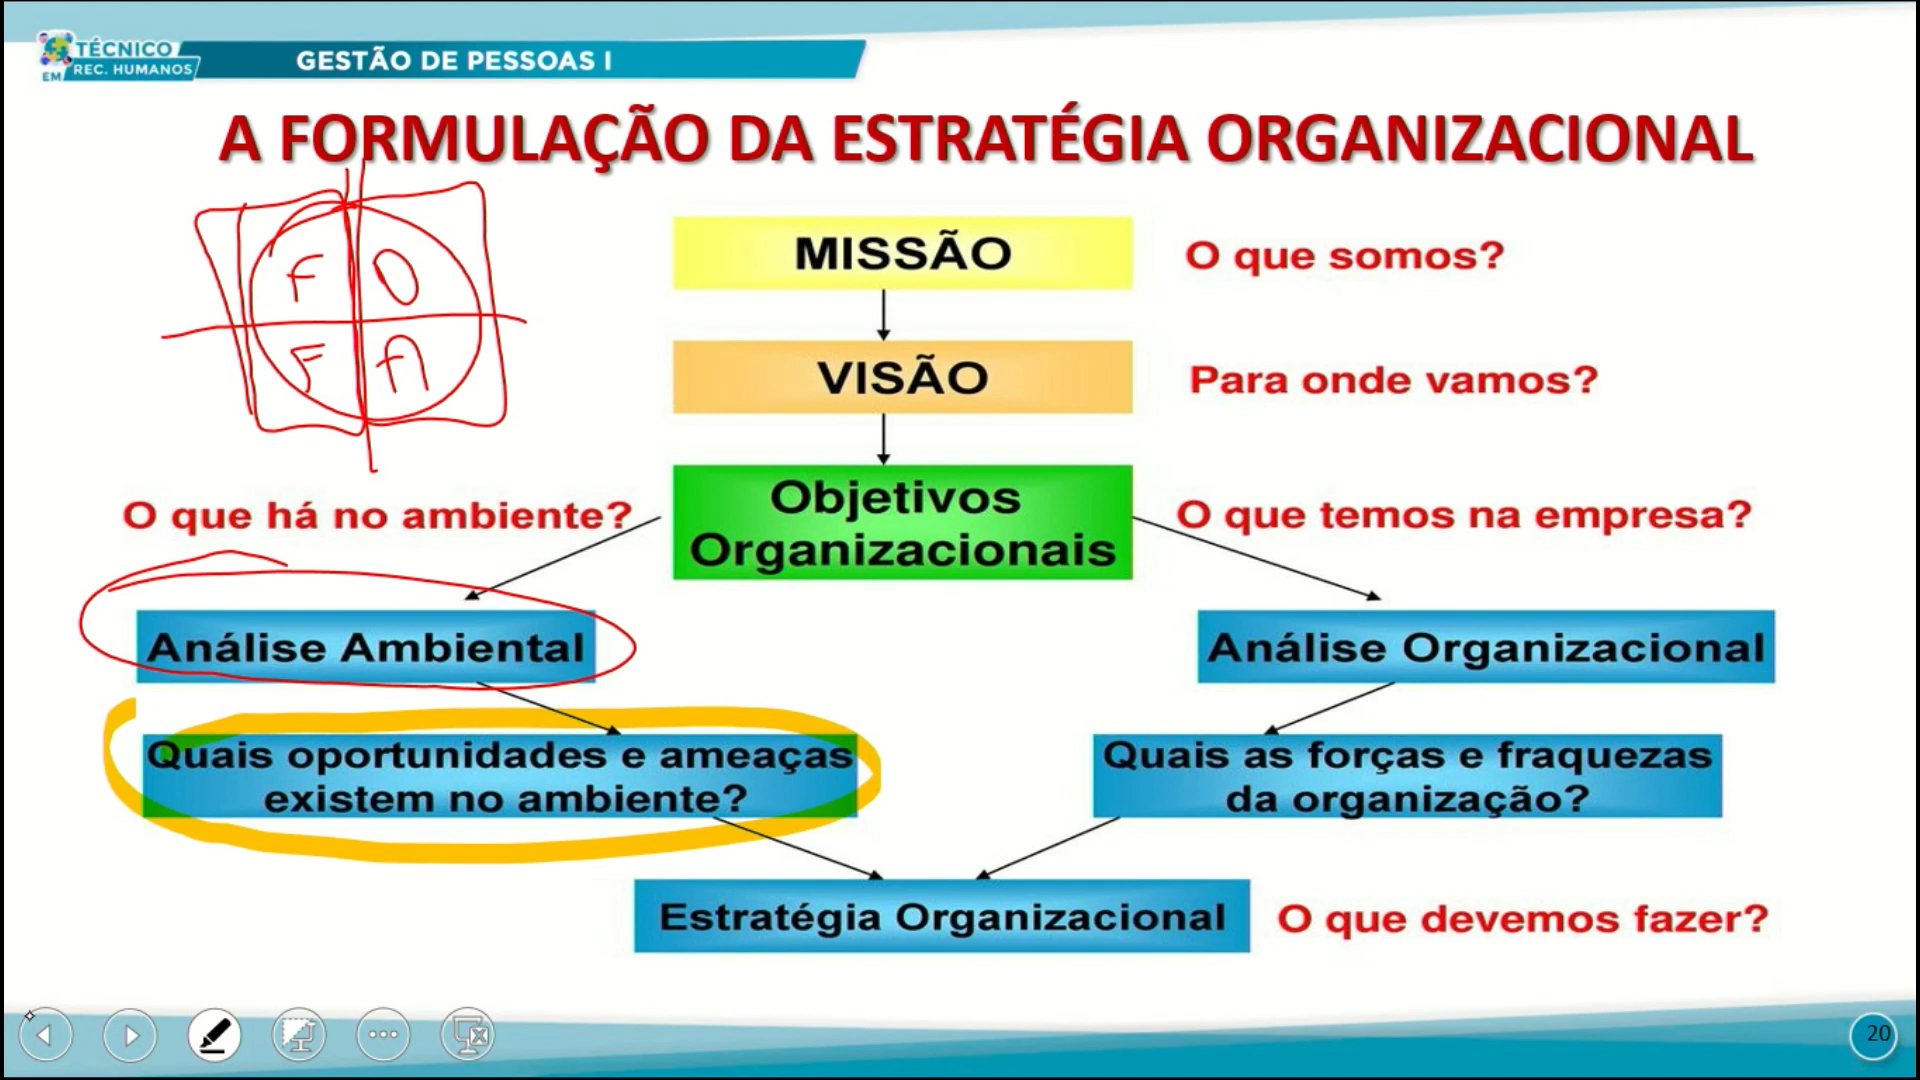 TÉCNICO
EM REC. HUMANOS
GESTÃO DE PESSOAS I
A FORMULAÇÃO DA ESTRATÉGIA ORGANIZACIONAL
F O
F A
MISSÃO
O que somos?
VISÃO
Para onde vamos?
O que há no ambiente?
Objetivos
Organizacionais
O que temos na empresa?
Análise Ambiental
Análise Organizacional
Quais oportunidades e ameaças
existem no ambiente?
Quais as forças e fraquezas
da organização?
Estratégia Organizacional
O que devemos fazer?
20